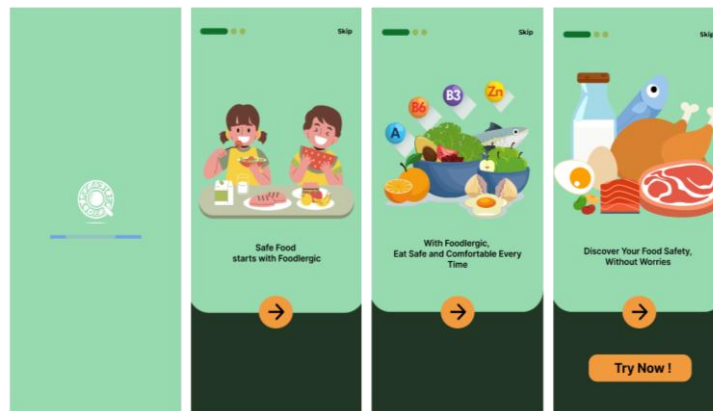 Skip
Safe Food
starts with Foodlergic
Skip
A
B6
B3
Zn
With Foodlergic,
Eat Safe and Comfortable Every
Time
Skip
Discover Your Food Safety,
Without Worries
Try Now !